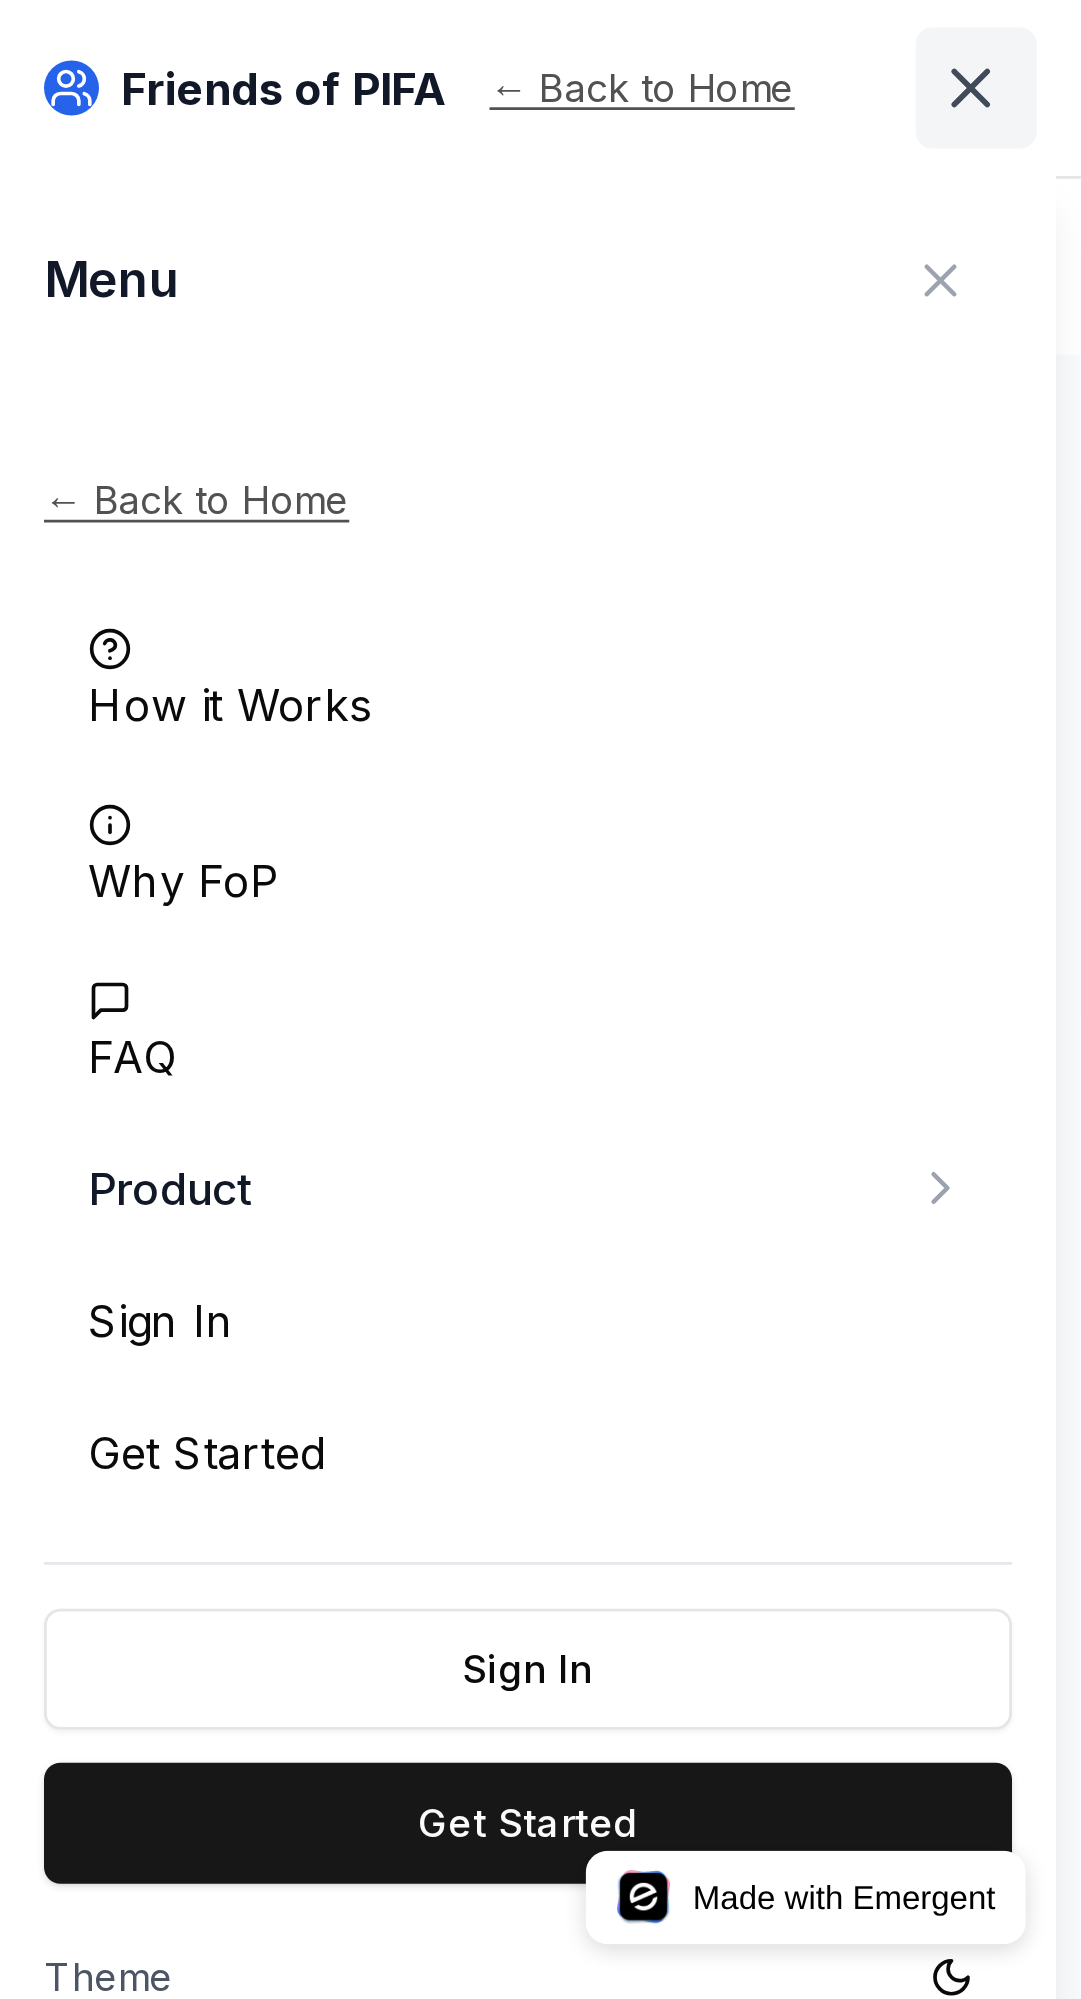 Friends of PIFA ← Back to Home
Menu
← Back to Home
How it Works
Why FoP
FAQ
Product
Sign In
Get Started
Sign In
Get Started
Made with Emergent
Theme